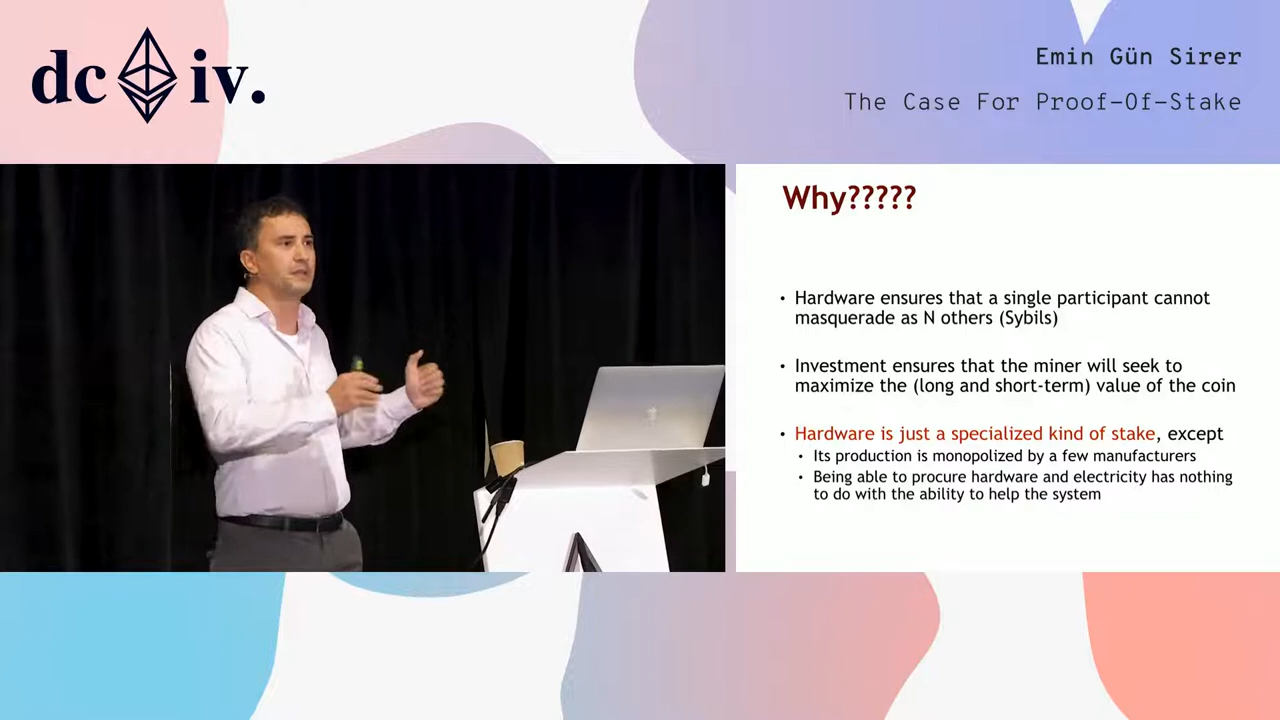 dc iv.
Emin Gün Sirer
The Case For Proof-Of-Stake
Why?????
• Hardware ensures that a single participant cannot
masquerade as N others (Sybils)
• Investment ensures that the miner will seek to
maximize the (long and short-term) value of the coin
• Hardware is just a specialized kind of stake, except
• Its production is monopolized by a few manufacturers
• Being able to procure hardware and electricity has nothing
to do with the ability to help the system